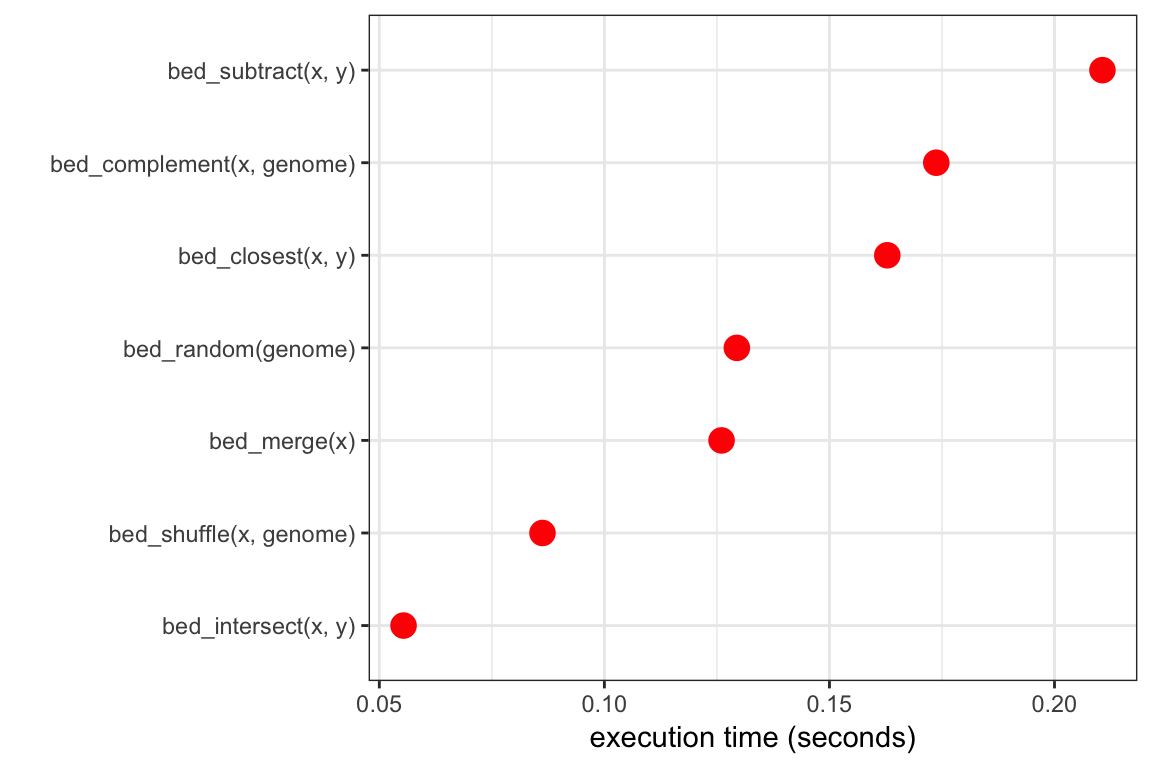 bed_subtract(x, y)
bed_complement(x, genome)
bed_closest(x, y)
bed_random(genome)
bed_merge(x)
bed_shuffle(x, genome)
bed_intersect(x, y)
0.05 0.10 0.15 0.20
execution time (seconds)